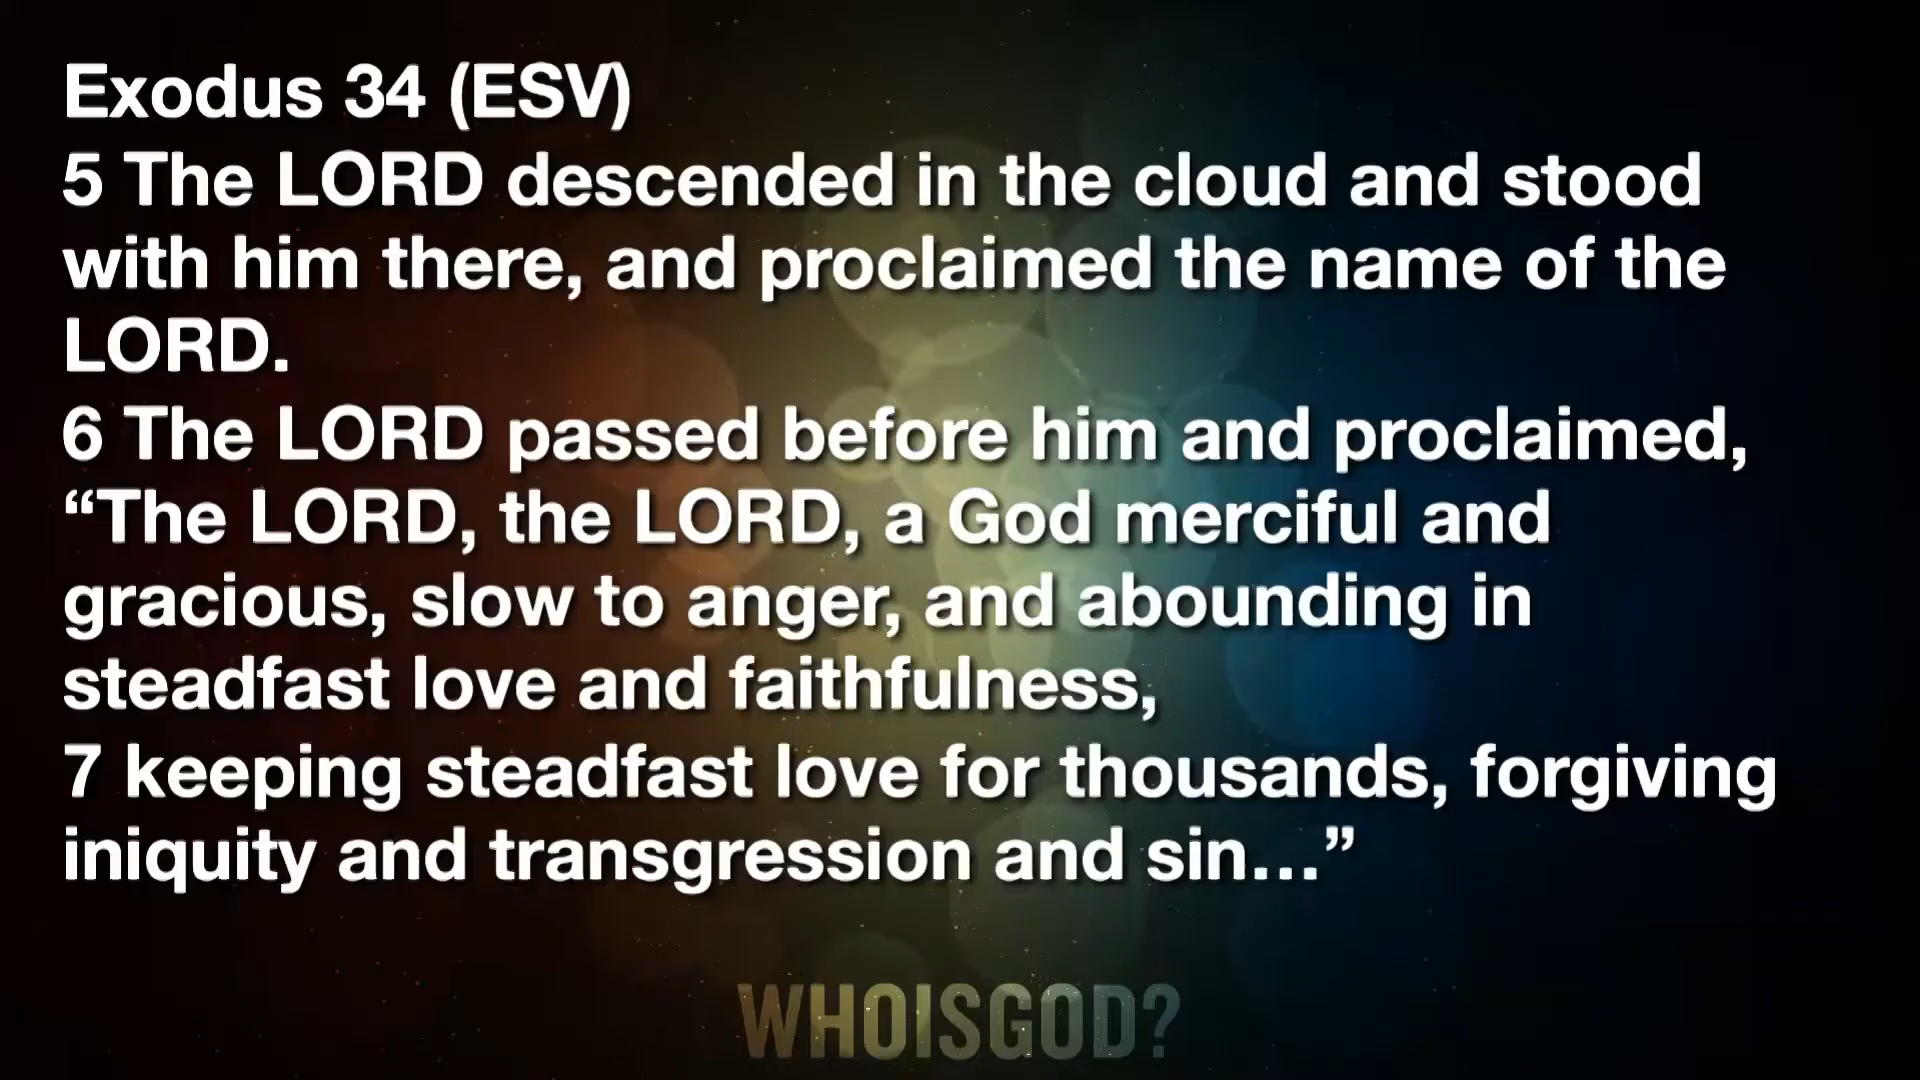 Exodus 34 (ESV)
5 The LORD descended in the cloud and stood
with him there, and proclaimed the name of the
LORD.
6 The LORD passed before him and proclaimed,
“The LORD, the LORD, a God merciful and
gracious, slow to anger, and abounding in
steadfast love and faithfulness,
7 keeping steadfast love for thousands, forgiving
iniquity and transgression and sin…”
WHOISGOD?